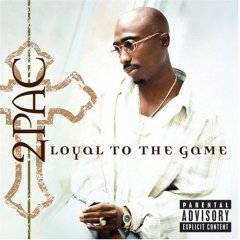 2PAC
LOYAL TO THE GAME
PARENTAL
ADVISORY
EXPLICIT CONTENT